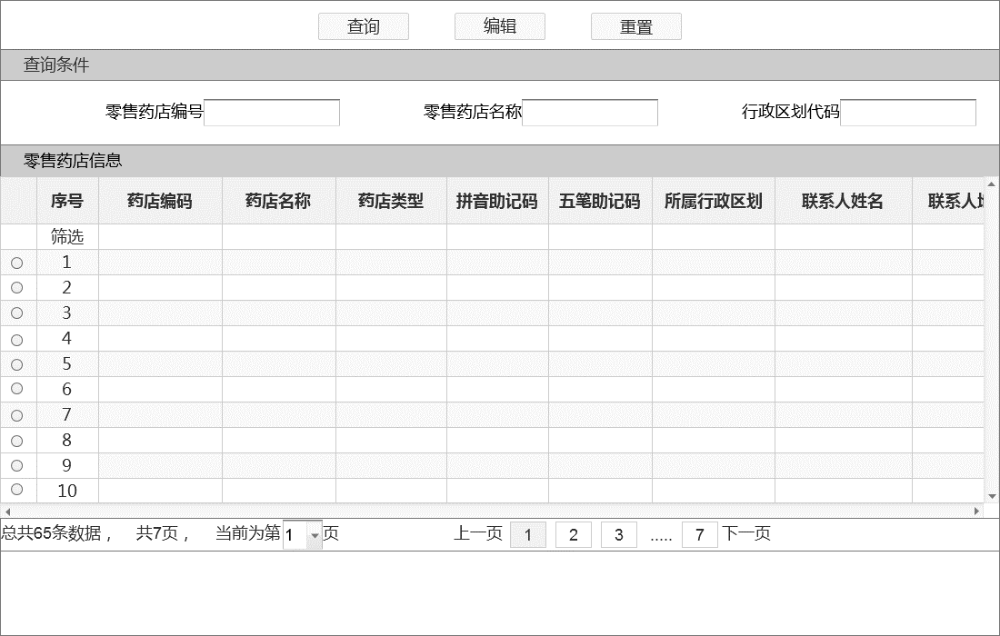 查询 编辑 重置
查询条件
零售药店编号 零售药店名称 行政区划代码
零售药店信息
序号 药店编码 药店名称 药店类型 拼音助记码 五笔助记码 所属行政区划 联系人姓名 联系人
筛选
1
2
3
4
5
6
7
8
9
10
总共65条数据， 共7页， 当前为第 1 页 上一页 1 2 3 ..... 7 下一页